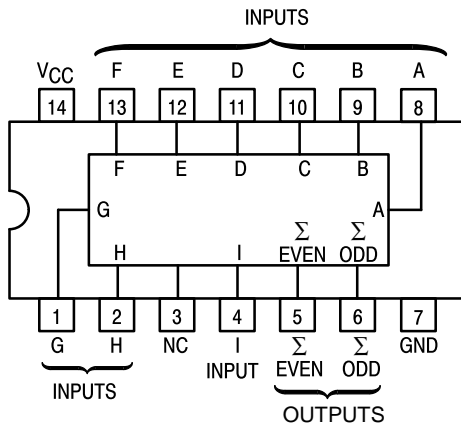 INPUTS
VCC F E D C B A
14 13 12 11 10 9 8
F E D C B
G A
Σ Σ
H I EVEN ODD
1 2 3 4 5 6 7
G H NC I Σ Σ GND
INPUT EVEN ODD
INPUTS
OUTPUTS